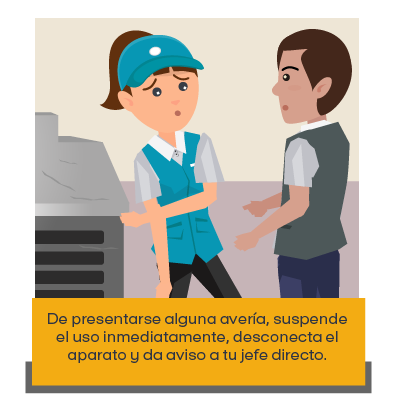 De presentarse alguna avería, suspende
el uso inmediatamente, desconecta el
aparato y da aviso a tu jefe directo.